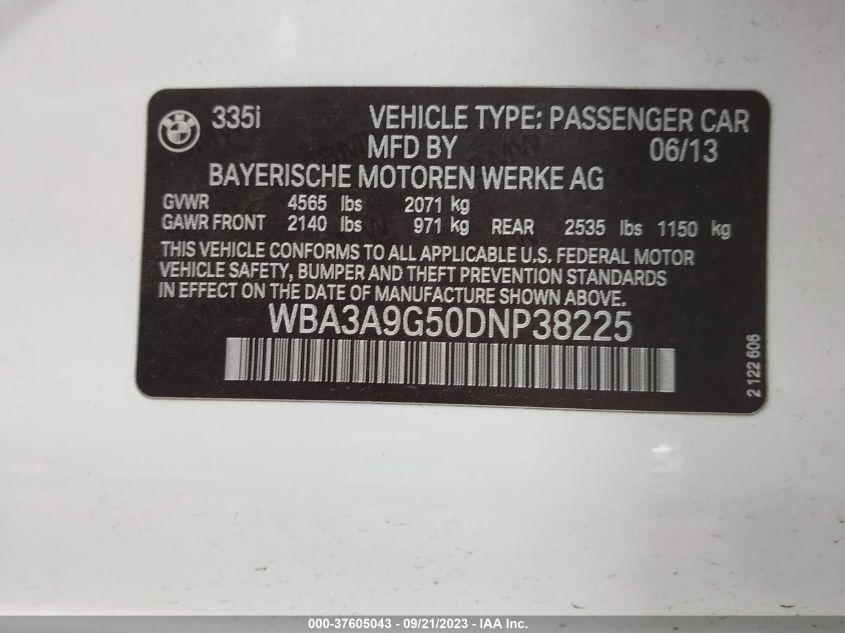 335i VEHICLE TYPE: PASSENGER CAR
MFD BY 06/13
BAYERISCHE MOTOREN WERKE AG
GVWR 4565 lbs 2071 kg
GAWR FRONT 2140 lbs 971 kg REAR 2535 lbs 1150 kg
THIS VEHICLE CONFORMS TO ALL APPLICABLE U.S. FEDERAL MOTOR
VEHICLE SAFETY, BUMPER AND THEFT PREVENTION STANDARDS
IN EFFECT ON THE DATE OF MANUFACTURE SHOWN ABOVE.
WBA3A9G50DNP38225
2 122 606
000-37605043 - 09/21/2023 - IAA Inc.